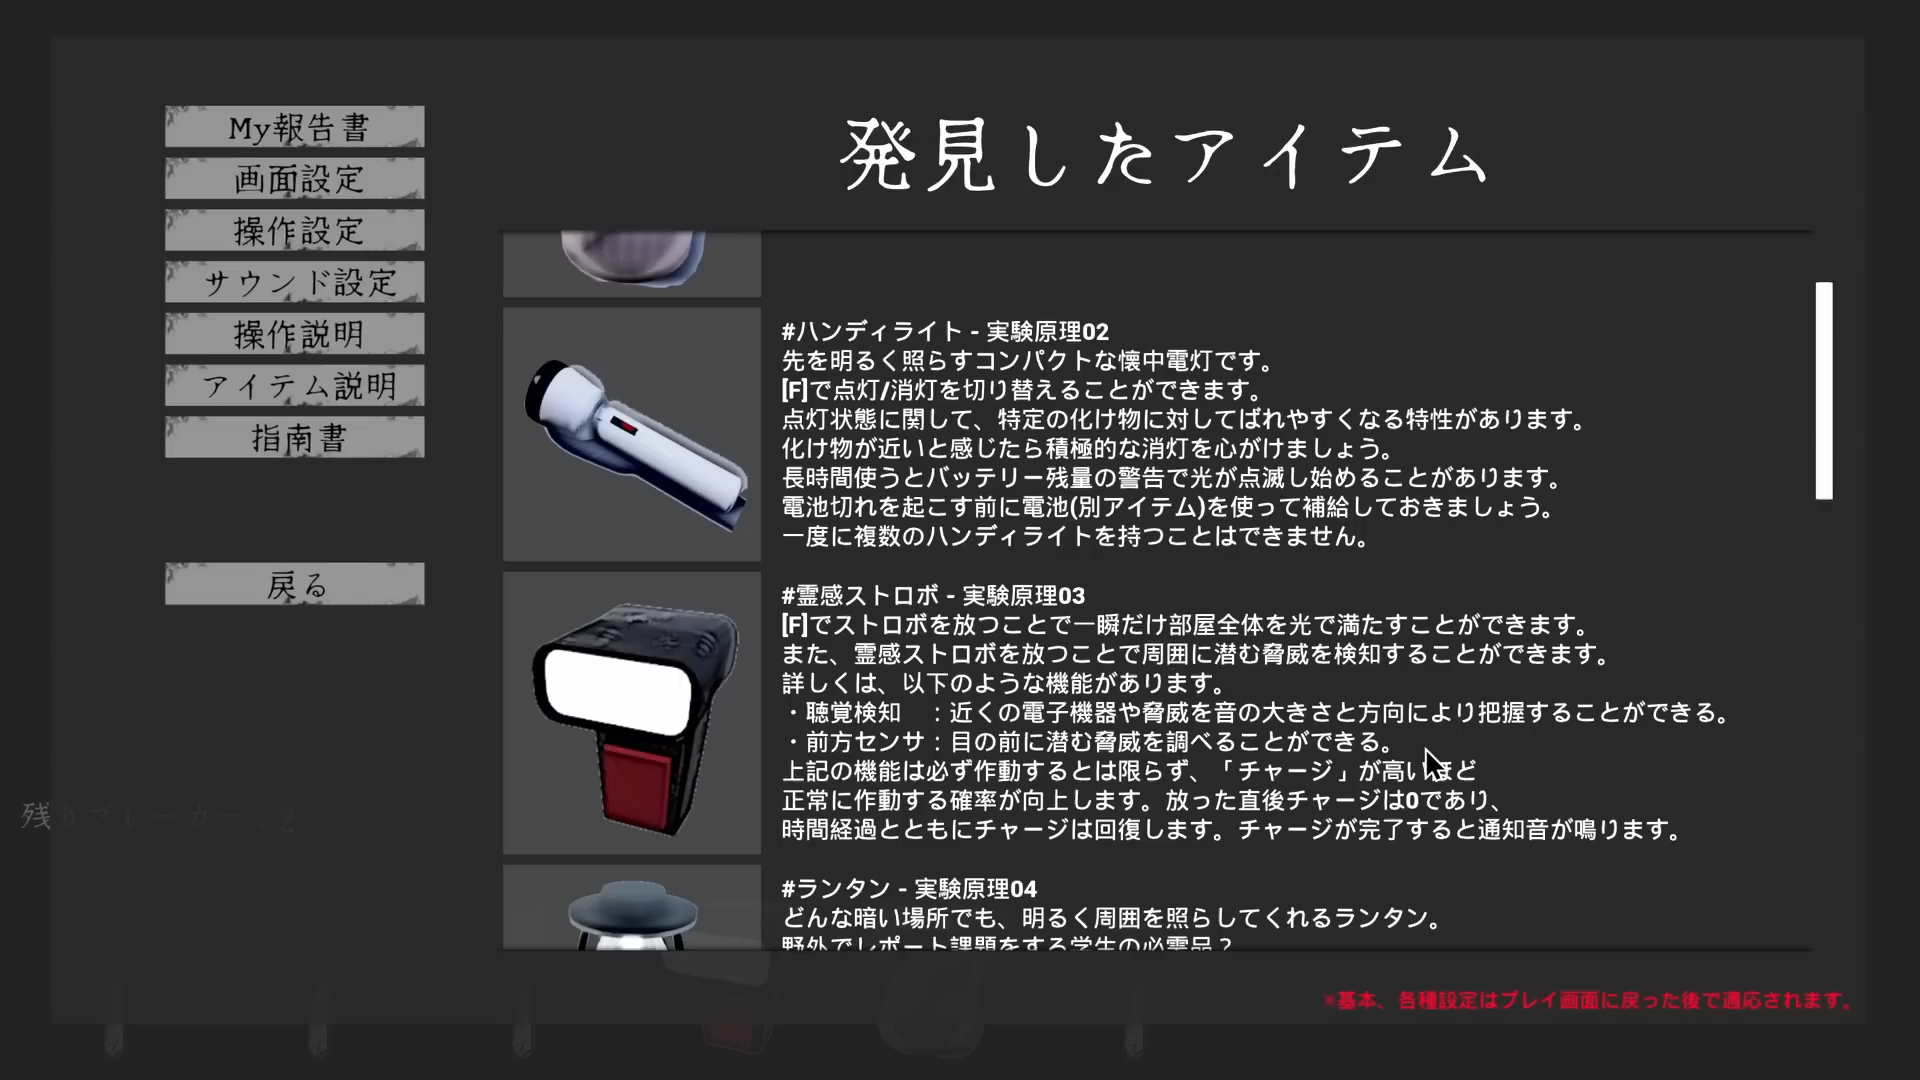 My報告書
画面設定
操作設定
サウンド設定
操作説明
アイテム説明
指南書
戻る
残りブレーカー：2
発見したアイテム
#ハンディライト - 実験原理02
先を明るく照らすコンパクトな懐中電灯です。
[F]で点灯/消灯を切り替えることができます。
点灯状態に関して、特定の化け物に対してばれやすくなる特性があります。
化け物が近いと感じたら積極的な消灯を心がけましょう。
長時間使うとバッテリー残量の警告で光が点滅し始めることがあります。
電池切れを起こす前に電池(別アイテム)を使って補給しておきましょう。
一度に複数のハンディライトを持つことはできません。
#霊感ストロボ - 実験原理03
[F]でストロボを放つことで一瞬だけ部屋全体を光で満たすことができます。
また、霊感ストロボを放つことで周囲に潜む脅威を検知することができます。
詳しくは、以下のような機能があります。
・聴覚検知　：近くの電子機器や脅威を音の大きさと方向により把握することができる。
・前方センサ：目の前に潜む脅威を調べることができる。
上記の機能は必ず作動するとは限らず、「チャージ」が高いほど
正常に作動する確率が向上します。放った直後チャージは0であり、
時間経過とともにチャージは回復します。チャージが完了すると通知音が鳴ります。
#ランタン - 実験原理04
どんな暗い場所でも、明るく周囲を照らしてくれるランタン。
野外でレポート課題をする学生の必需品？
※基本、各種設定はプレイ画面に戻った後で適応されます。